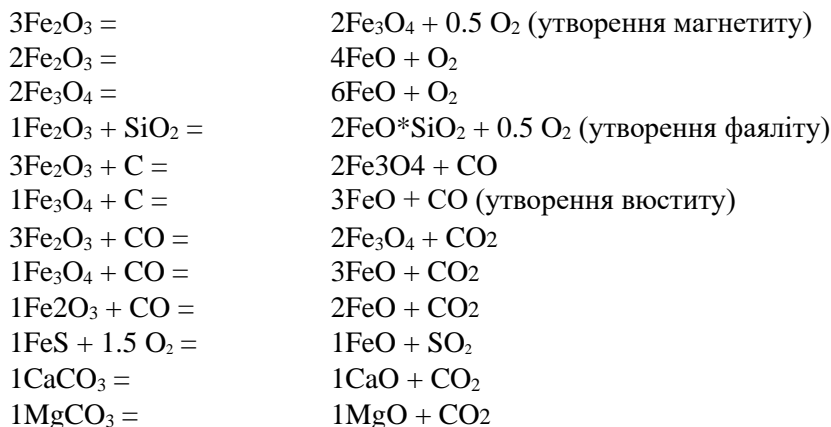 3Fe₂O₃ = 2Fe₃O₄ + 0.5 O₂ (утворення магнетиту)
2Fe₂O₃ = 4FeO + O₂
2Fe₃O₄ = 6FeO + O₂
1Fe₂O₃ + SiO₂ = 2FeO*SiO₂ + 0.5 O₂ (утворення фаяліту)
3Fe₂O₃ + C = 2Fe3O4 + CO
1Fe₃O₄ + C = 3FeO + CO (утворення вюститу)
3Fe₂O₃ + CO = 2Fe₃O₄ + CO2
1Fe₃O₄ + CO = 3FeO + CO2
1Fe2O₃ + CO = 2FeO + CO2
1FeS + 1.5 O₂ = 1FeO + SO₂
1CaCO₃ = 1CaO + CO₂
1MgCO₃ = 1MgO + CO2